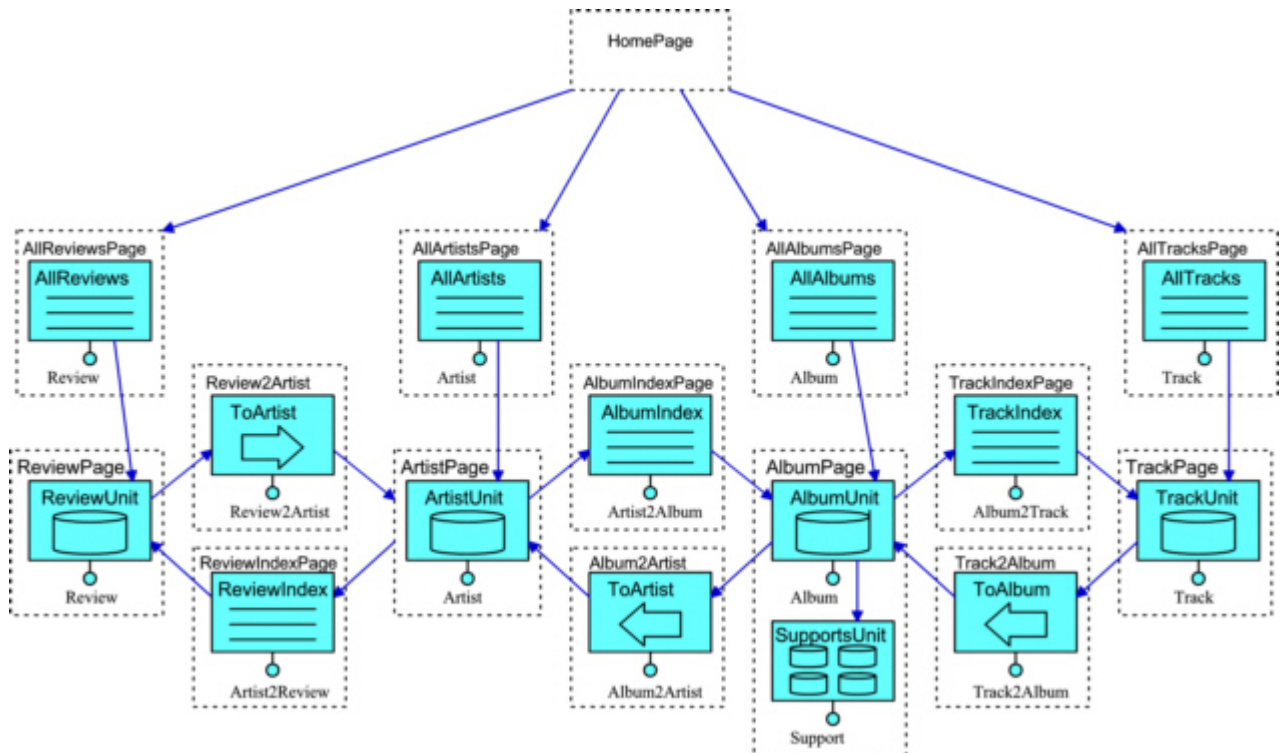 HomePage
AllReviewsPage
AllReviews
Review
AllArtistsPage
AllArtists
Artist
AllAlbumsPage
AllAlbums
Album
AllTracksPage
AllTracks
Track
Review2Artist
ToArtist
Review2Artist
AlbumIndexPage
AlbumIndex
Artist2Album
TrackIndexPage
TrackIndex
Album2Track
ReviewPage
ReviewUnit
Review
ArtistPage
ArtistUnit
Artist
AlbumPage
AlbumUnit
Album
TrackPage
TrackUnit
Track
ReviewIndexPage
ReviewIndex
Artist2Review
Album2Artist
ToArtist
Album2Artist
Track2Album
ToAlbum
Track2Album
SupportsUnit
Support